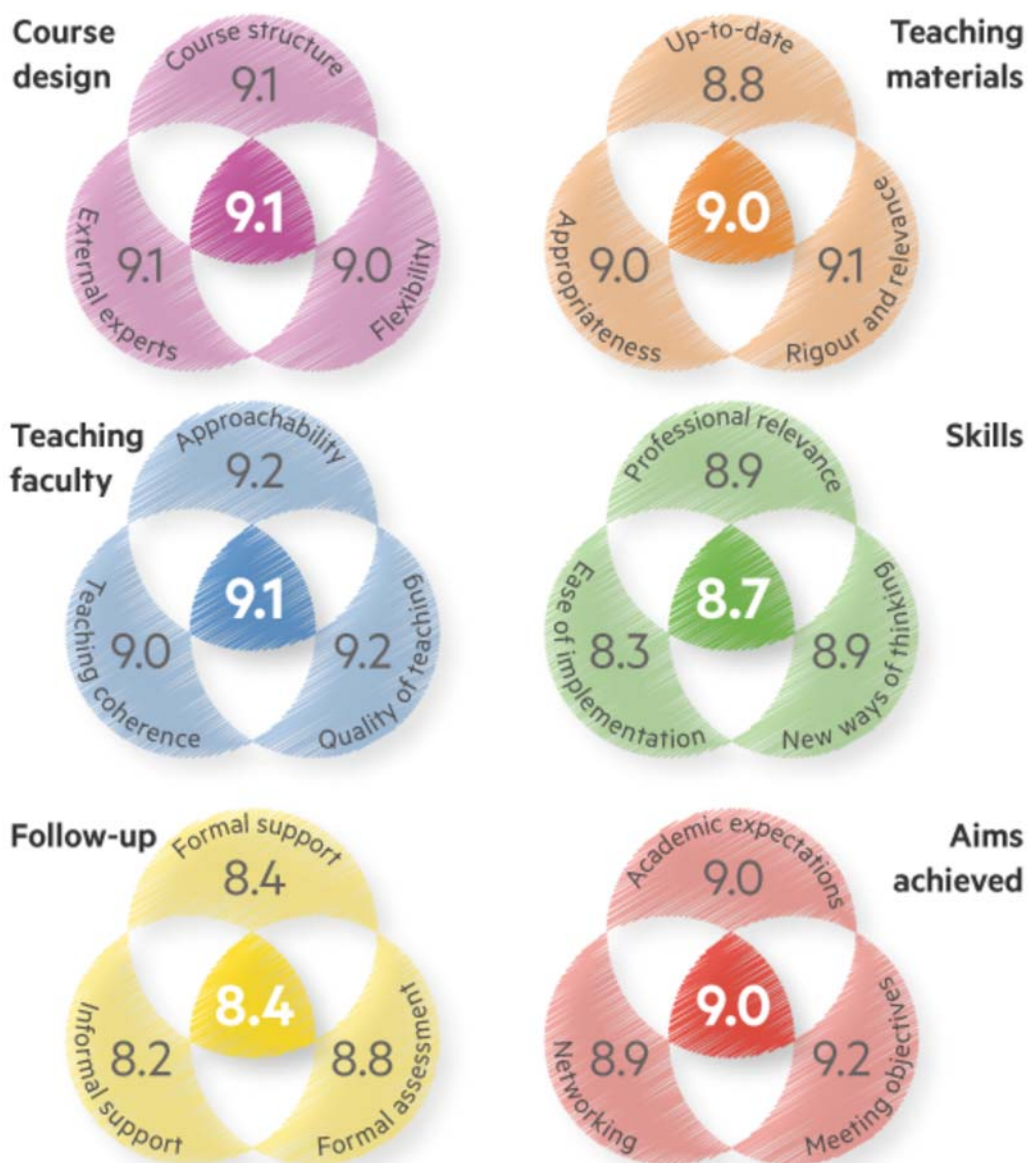 Course
design
Course structure
9.1
9.1
External experts
9.1
9.0
Flexibility
Teaching
materials
Up-to-date
8.8
9.0
Appropriateness
9.0
9.1
Rigour and relevance
Teaching
faculty
Approachability
9.2
9.1
Teaching coherence
9.0
9.2
Quality of teaching
Skills
Professional relevance
8.9
8.7
Ease of implementation
8.3
8.9
New ways of thinking
Follow-up
Formal support
8.4
8.4
Informal support
8.2
8.8
Formal assessment
Aims
achieved
Academic expectations
9.0
9.0
Networking
8.9
9.2
Meeting objectives